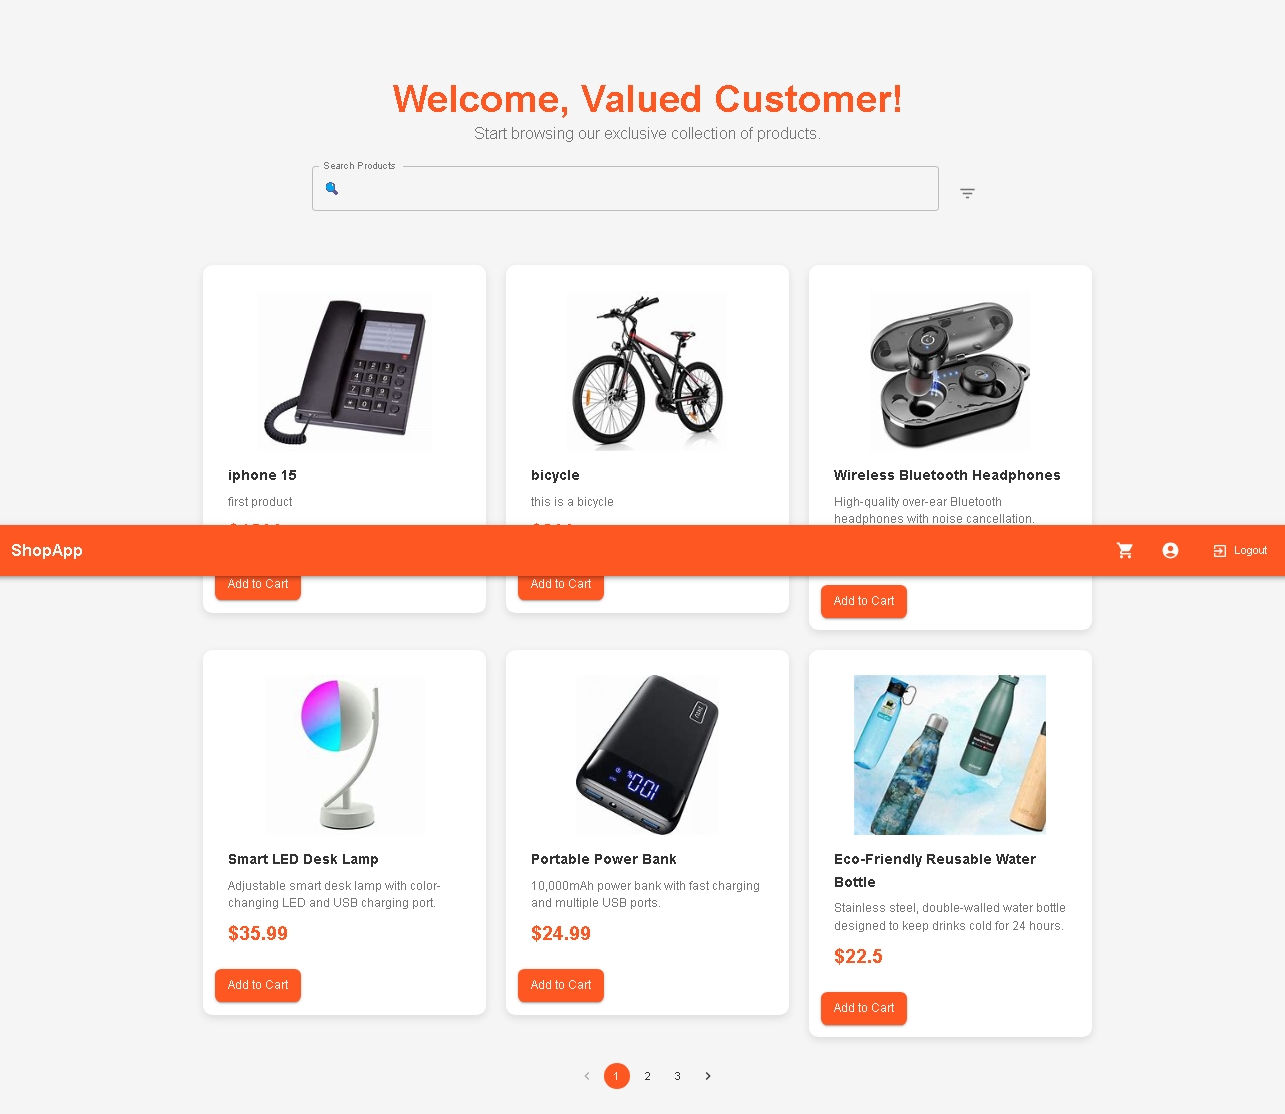 Welcome, Valued Customer!
Start browsing our exclusive collection of products.
Search Products
iphone 15
first product
bicycle
this is a bicycle
Wireless Bluetooth Headphones
High-quality over-ear Bluetooth
headphones with noise cancellation.
ShopApp
Logout
Add to Cart
Add to Cart
Add to Cart
Smart LED Desk Lamp
Adjustable smart desk lamp with color-
changing LED and USB charging port.
$35.99
Add to Cart
Portable Power Bank
10,000mAh power bank with fast charging
and multiple USB ports.
$24.99
Add to Cart
Eco-Friendly Reusable Water
Bottle
Stainless steel, double-walled water bottle
designed to keep drinks cold for 24 hours.
$22.5
Add to Cart
1 2 3